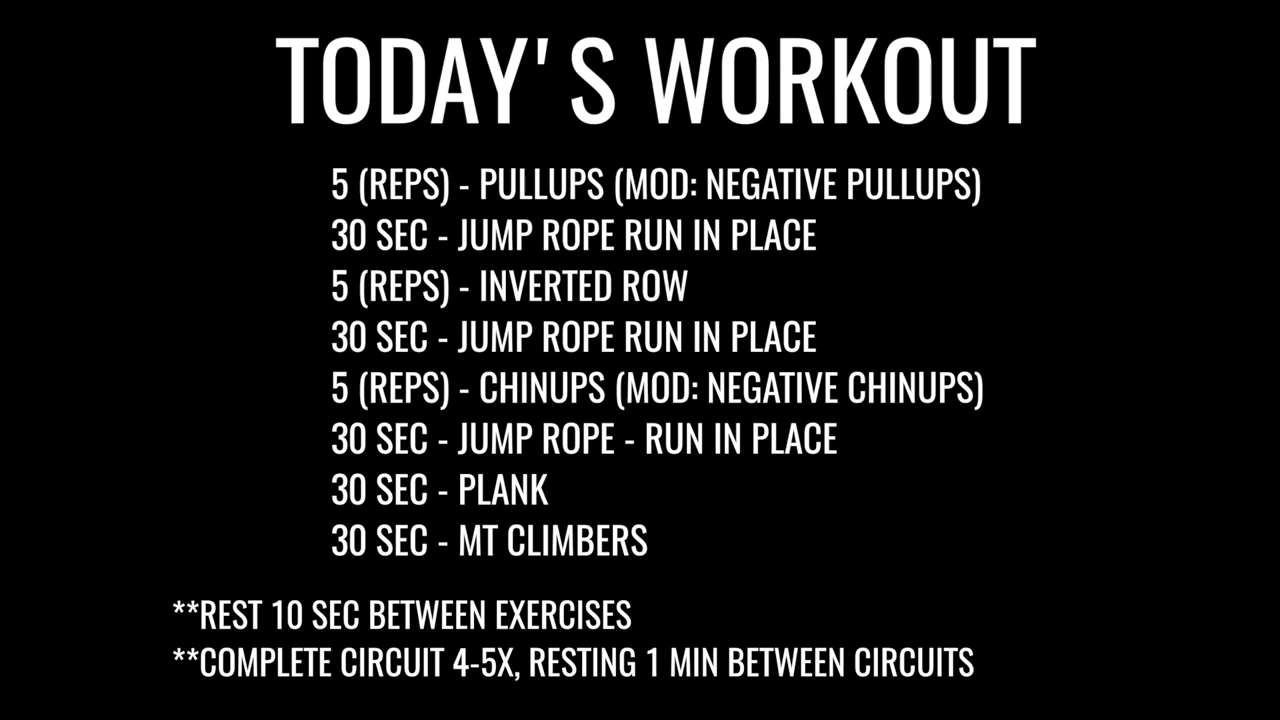 TODAY'S WORKOUT
5 (REPS) - PULLUPS (MOD: NEGATIVE PULLUPS)
30 SEC - JUMP ROPE RUN IN PLACE
5 (REPS) - INVERTED ROW
30 SEC - JUMP ROPE RUN IN PLACE
5 (REPS) - CHINUPS (MOD: NEGATIVE CHINUPS)
30 SEC - JUMP ROPE - RUN IN PLACE
30 SEC - PLANK
30 SEC - MT CLIMBERS
**REST 10 SEC BETWEEN EXERCISES
**COMPLETE CIRCUIT 4-5X, RESTING 1 MIN BETWEEN CIRCUITS